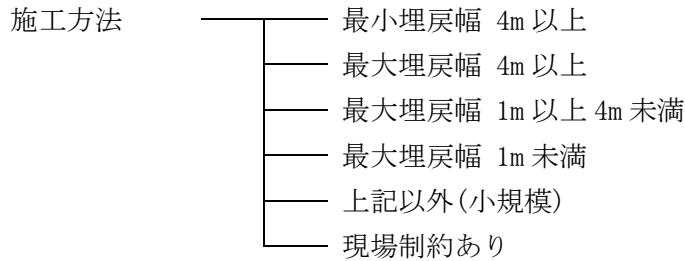 施工方法 最小埋戻幅 4m 以上
最大埋戻幅 4m 以上
最大埋戻幅 1m 以上 4m 未満
最大埋戻幅 1m 未満
上記以外(小規模)
現場制約あり